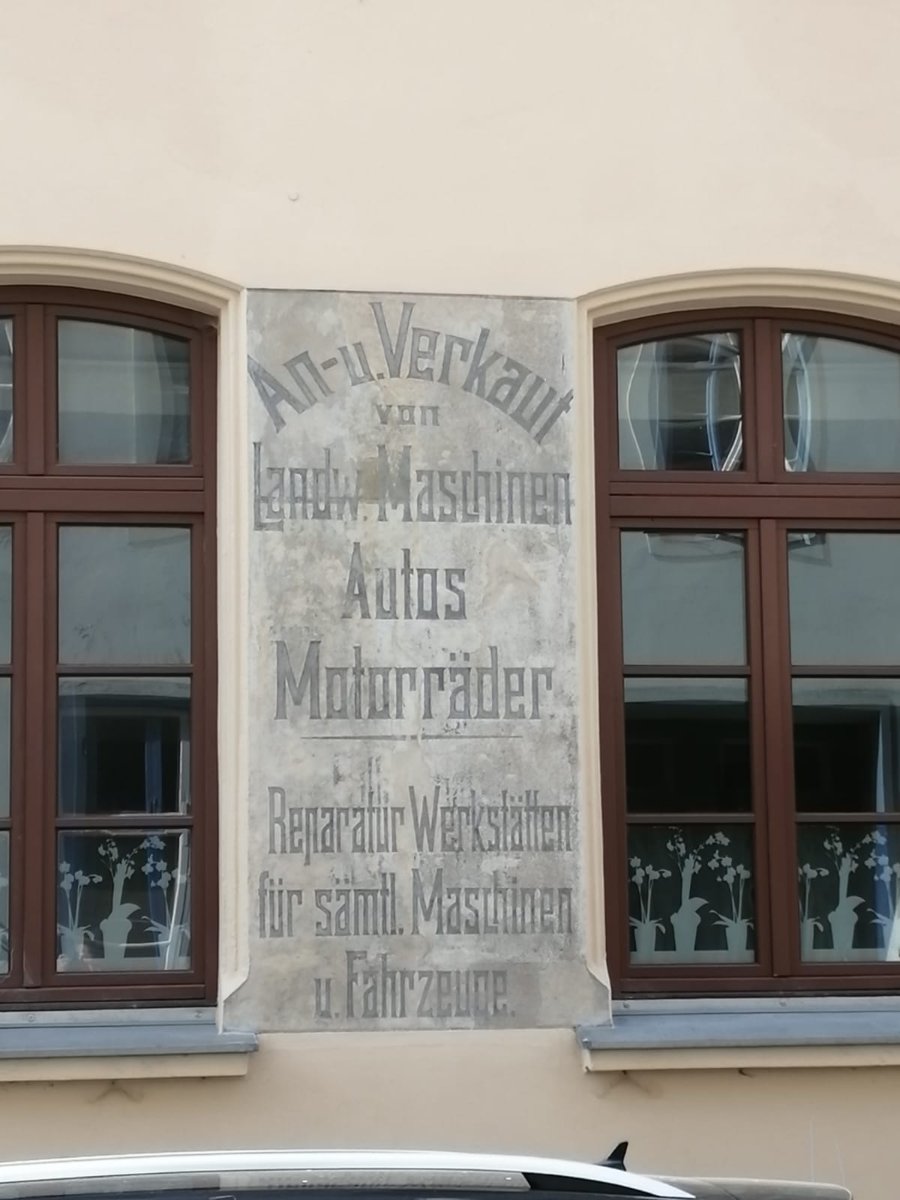 An- u. Verkauf
von
Landw. Maschinen
Autos
Motorräder
Reparatur Werkstätten
für sämtl. Maschinen
u. Fahrzeuge.